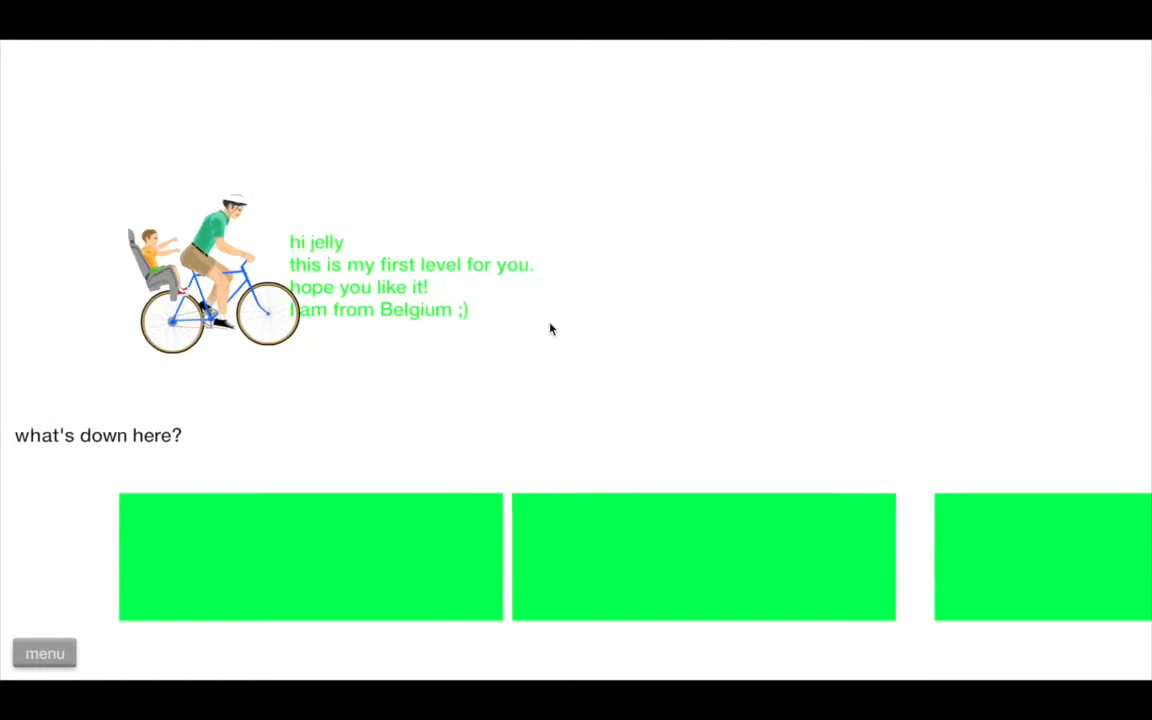 hi jelly
this is my first level for you.
hope you like it!
I am from Belgium ;)
what's down here?
menu